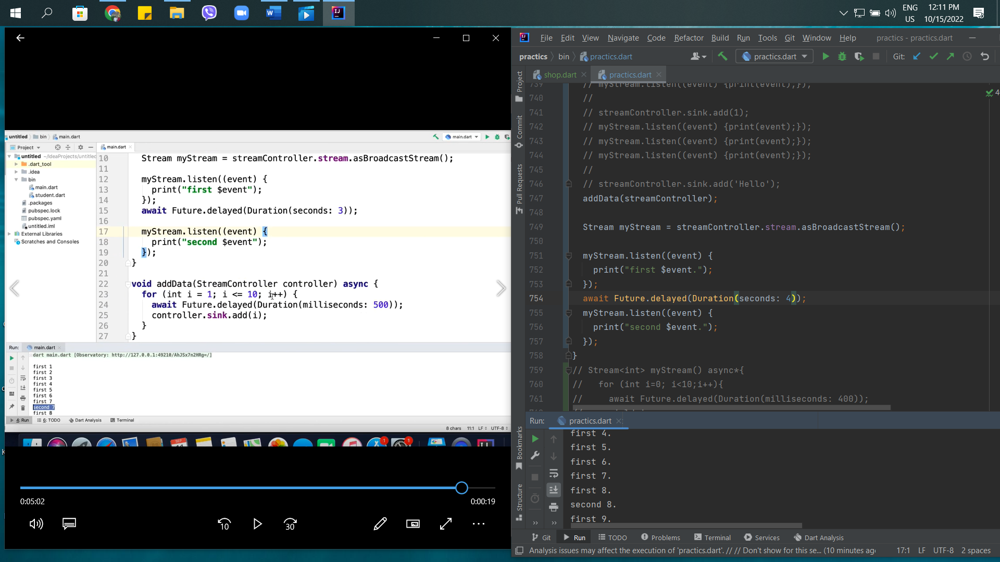 ENG
US
12:11 PM
10/15/2022
untitled bin main.dart
main.dart
Project
main.dart
untitled ~/IdeaProjects/untitled
.dart_tool
.idea
bin
main.dart
student.dart
.packages
pubspec.lock
pubspec.yaml
untitled.iml
External Libraries
Scratches and Consoles
10 Stream myStream = streamController.stream.asBroadcastStream();
11
12 myStream.listen((event) {
13 print("first $event");
14 });
15 await Future.delayed(Duration(seconds: 3));
16
17 myStream.listen((event) {
18 print("second $event");
19 });
20 }
21
22 void addData(StreamController controller) async {
23 for (int i = 1; i <= 10; i++) {
24 await Future.delayed(Duration(milliseconds: 500));
25 controller.sink.add(i);
26 }
27 }
Run: main.dart
dart main.dart [Observatory: http://127.0.0.1:49210/AhJSx7n2HRg=/]
first 1
first 2
first 3
first 4
first 5
first 6
first 7
second 7
first 8
4: Run 6: TODO Dart Analysis Terminal
8 chars 11:1 LF UTF-8
SEP
1
1
0:05:02
0:00:19
10
30
File Edit View Navigate Code Refactor Build Run Tools Git Window Help practics - practics.dart
practics bin practics.dart
practics.dart
Git:
shop.dart
practics.dart
Project
Commit
Pull Requests
Bookmarks
Structure
739 // myStream.listen((event) {print(event);});
740 //
741 // streamController.sink.add(1);
742 // myStream.listen((event) {print(event);});
743 // myStream.listen((event) {print(event);});
744 // myStream.listen((event) {print(event);});
745 //
746 // streamController.sink.add('Hello');
747 addData(streamController);
748
749 Stream myStream = streamController.stream.asBroadcastStream();
750
751 myStream.listen((event) {
752 print("first $event.");
753 });
754 await Future.delayed(Duration(seconds: 4));
755 myStream.listen((event) {
756 print("second $event.");
757 });
758 }
759 // Stream<int> myStream() async*{
760 // for (int i=0; i<10;i++){
761 // await Future.delayed(Duration(milliseconds: 400));
Run: practics.dart
first 4.
first 5.
first 6.
first 7.
first 8.
second 8.
first 9.
Git Run TODO Problems Terminal Services Dart Analysis
Analysis issues may affect the execution of 'practics.dart'. // // Don't show for this se... (10 minutes ago
17:1 LF UTF-8 2 spaces